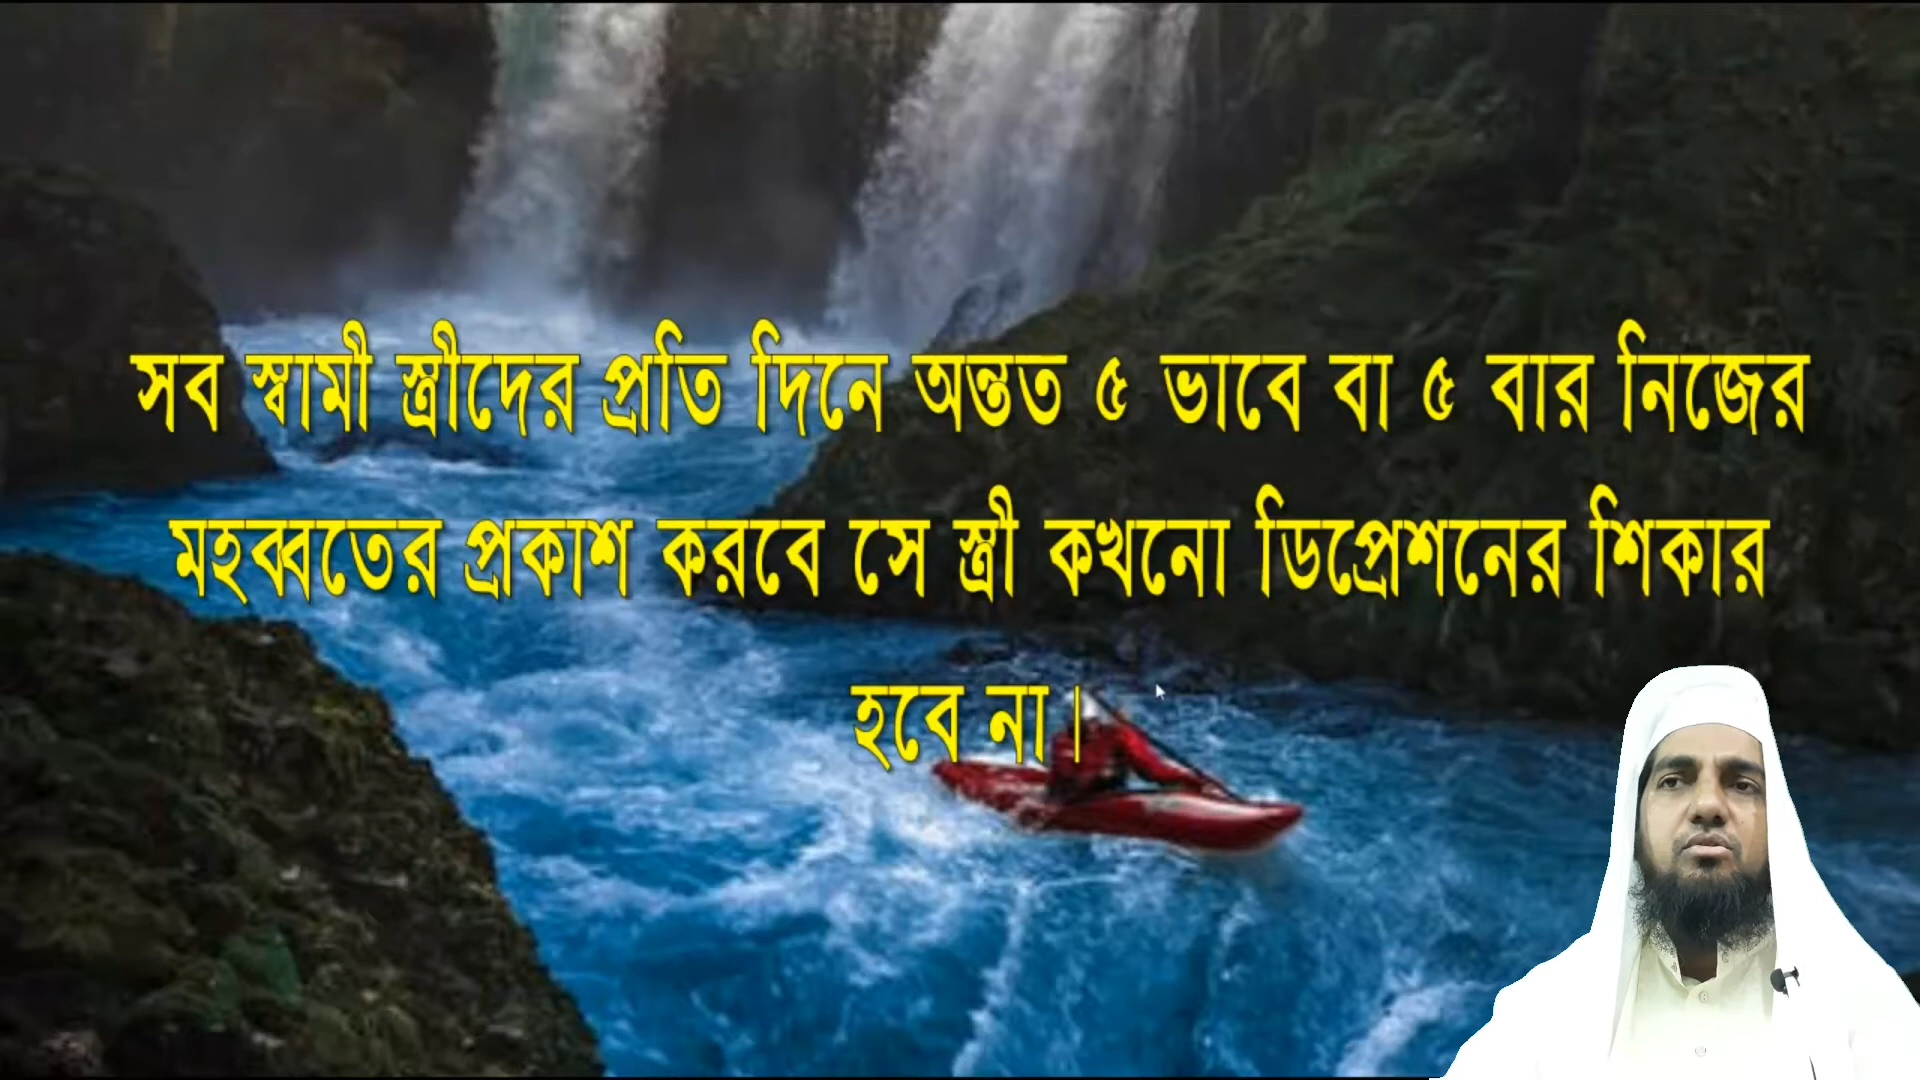 সব স্বামী স্ত্রীদের প্রতি দিনে অন্তত ৫ ভাবে বা ৫ বার নিজের
মহব্বতের প্রকাশ করবে সে স্ত্রী কখনো ডিপ্রেশনের শিকার
হবে না।